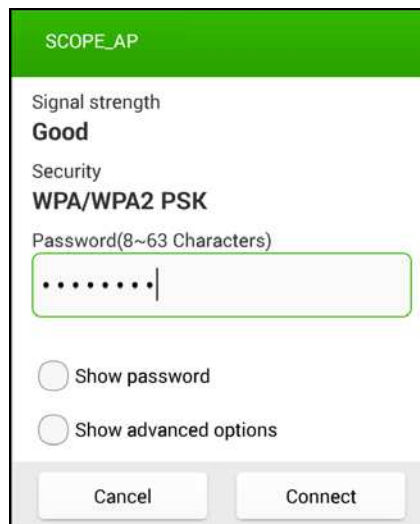 SCOPE_AP
Signal strength
Good
Security
WPA/WPA2 PSK
Password(8~63 Characters)
••••••••
Show password
Show advanced options
Cancel
Connect